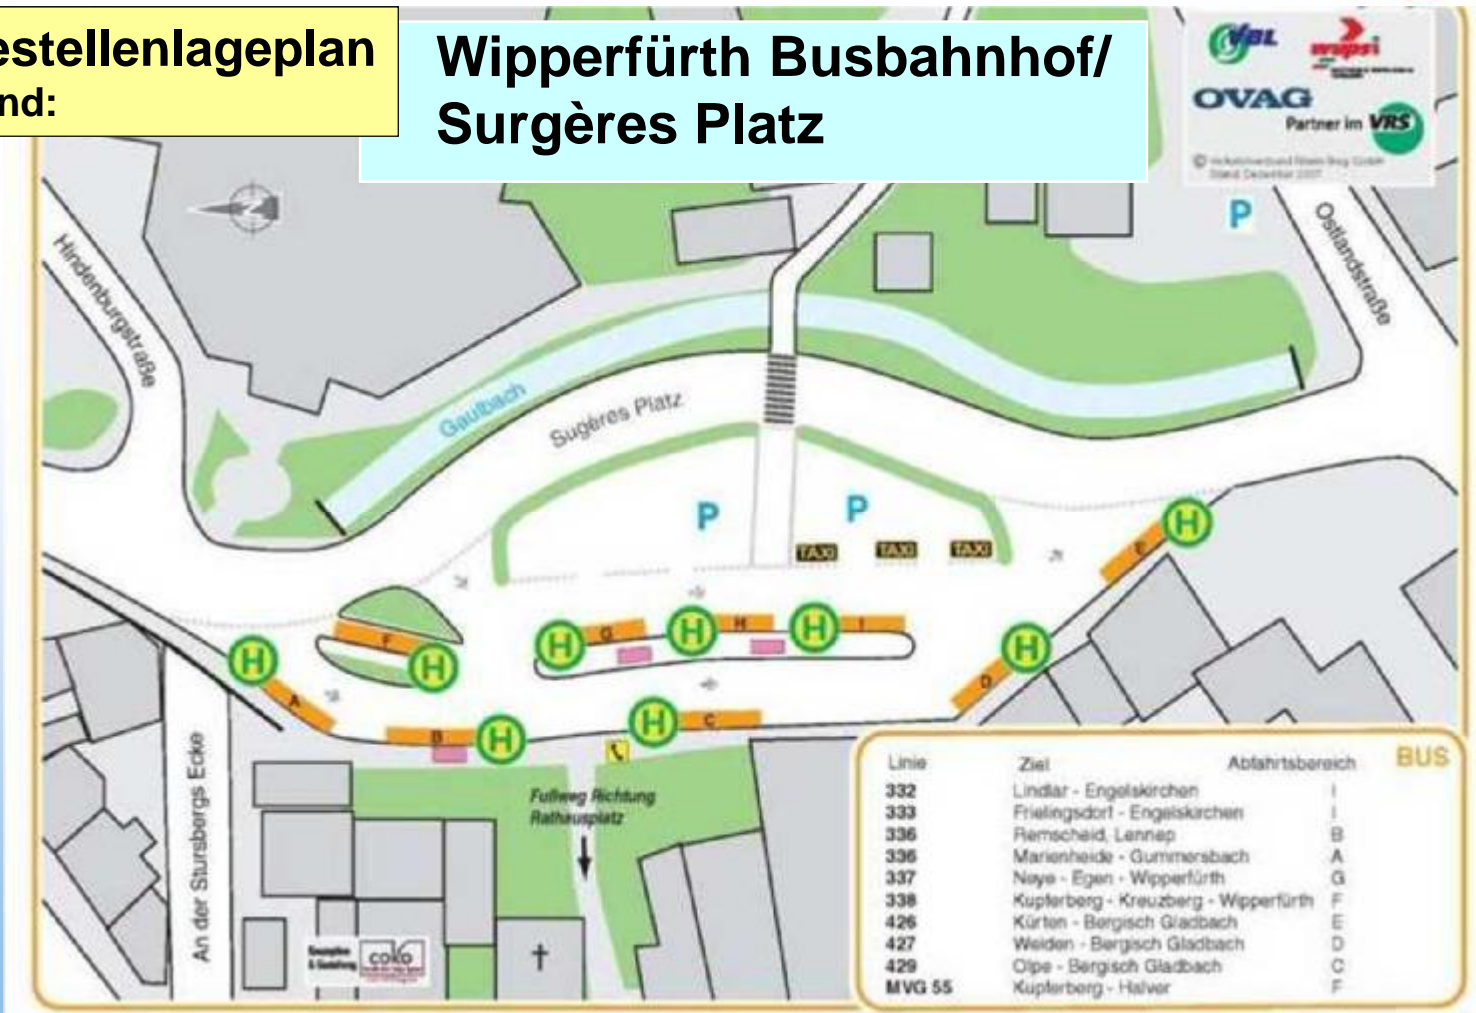 estellenlageplan
nd:
Wipperfürth Busbahnhof/
Surgères Platz
VBL
wupsi
OVAG
Partner im VRS
Hindenburgstraße
Ostlandstraße
P
Gaulbach
Sugères Platz
P
P
TAXI
TAXI
TAXI
H
E
H
F
H
H
G
H
H
H
I
H
D
A
B
H
H
C
An der Stursbergs Ecke
Fußweg Richtung
Rathausplatz
coko
BUS
Linie Ziel Abfahrtsbereich
332 Lindlar - Engelskirchen I
333 Frielingsdorf - Engelskirchen I
336 Remscheid, Lennep B
336 Marienheide - Gummersbach A
337 Neye - Egen - Wipperfürth G
338 Kupferberg - Kreuzberg - Wipperfürth F
426 Kürten - Bergisch Gladbach E
427 Weiden - Bergisch Gladbach D
429 Olpe - Bergisch Gladbach C
MVG 55 Kupferberg - Halver F